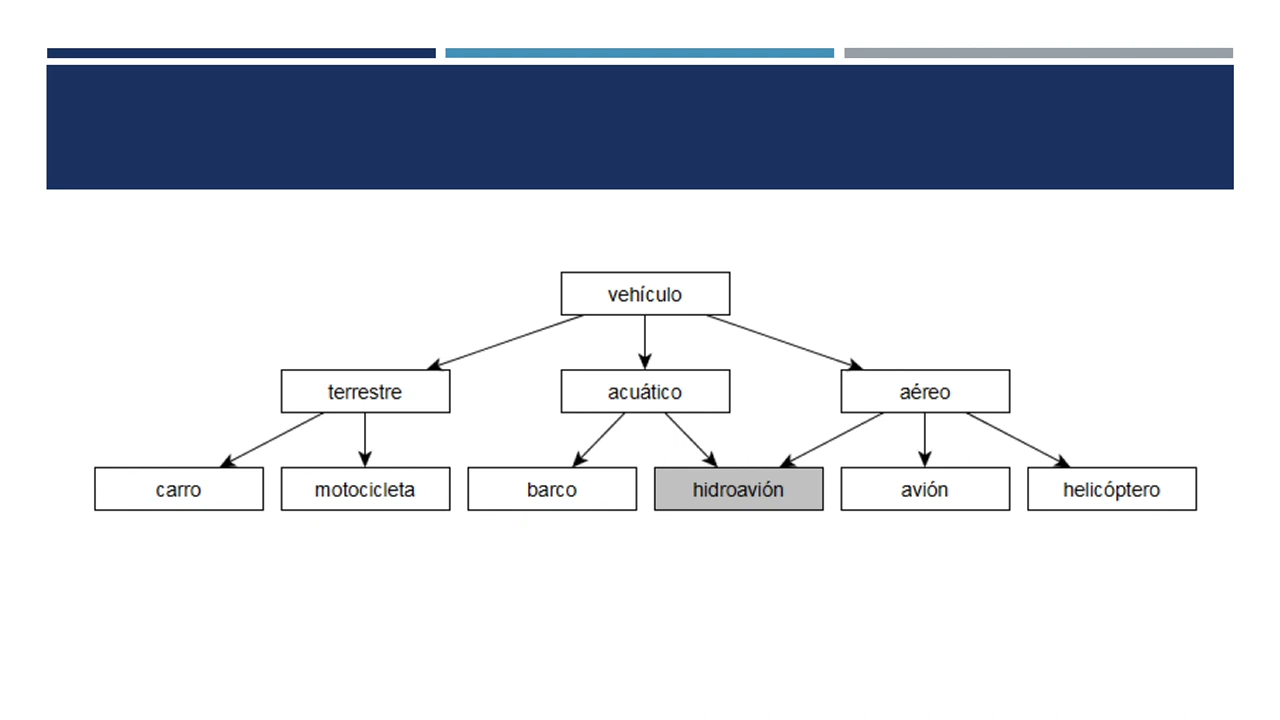 vehículo
terrestre
acuático
aéreo
carro
motocicleta
barco
hidroavión
avión
helicóptero